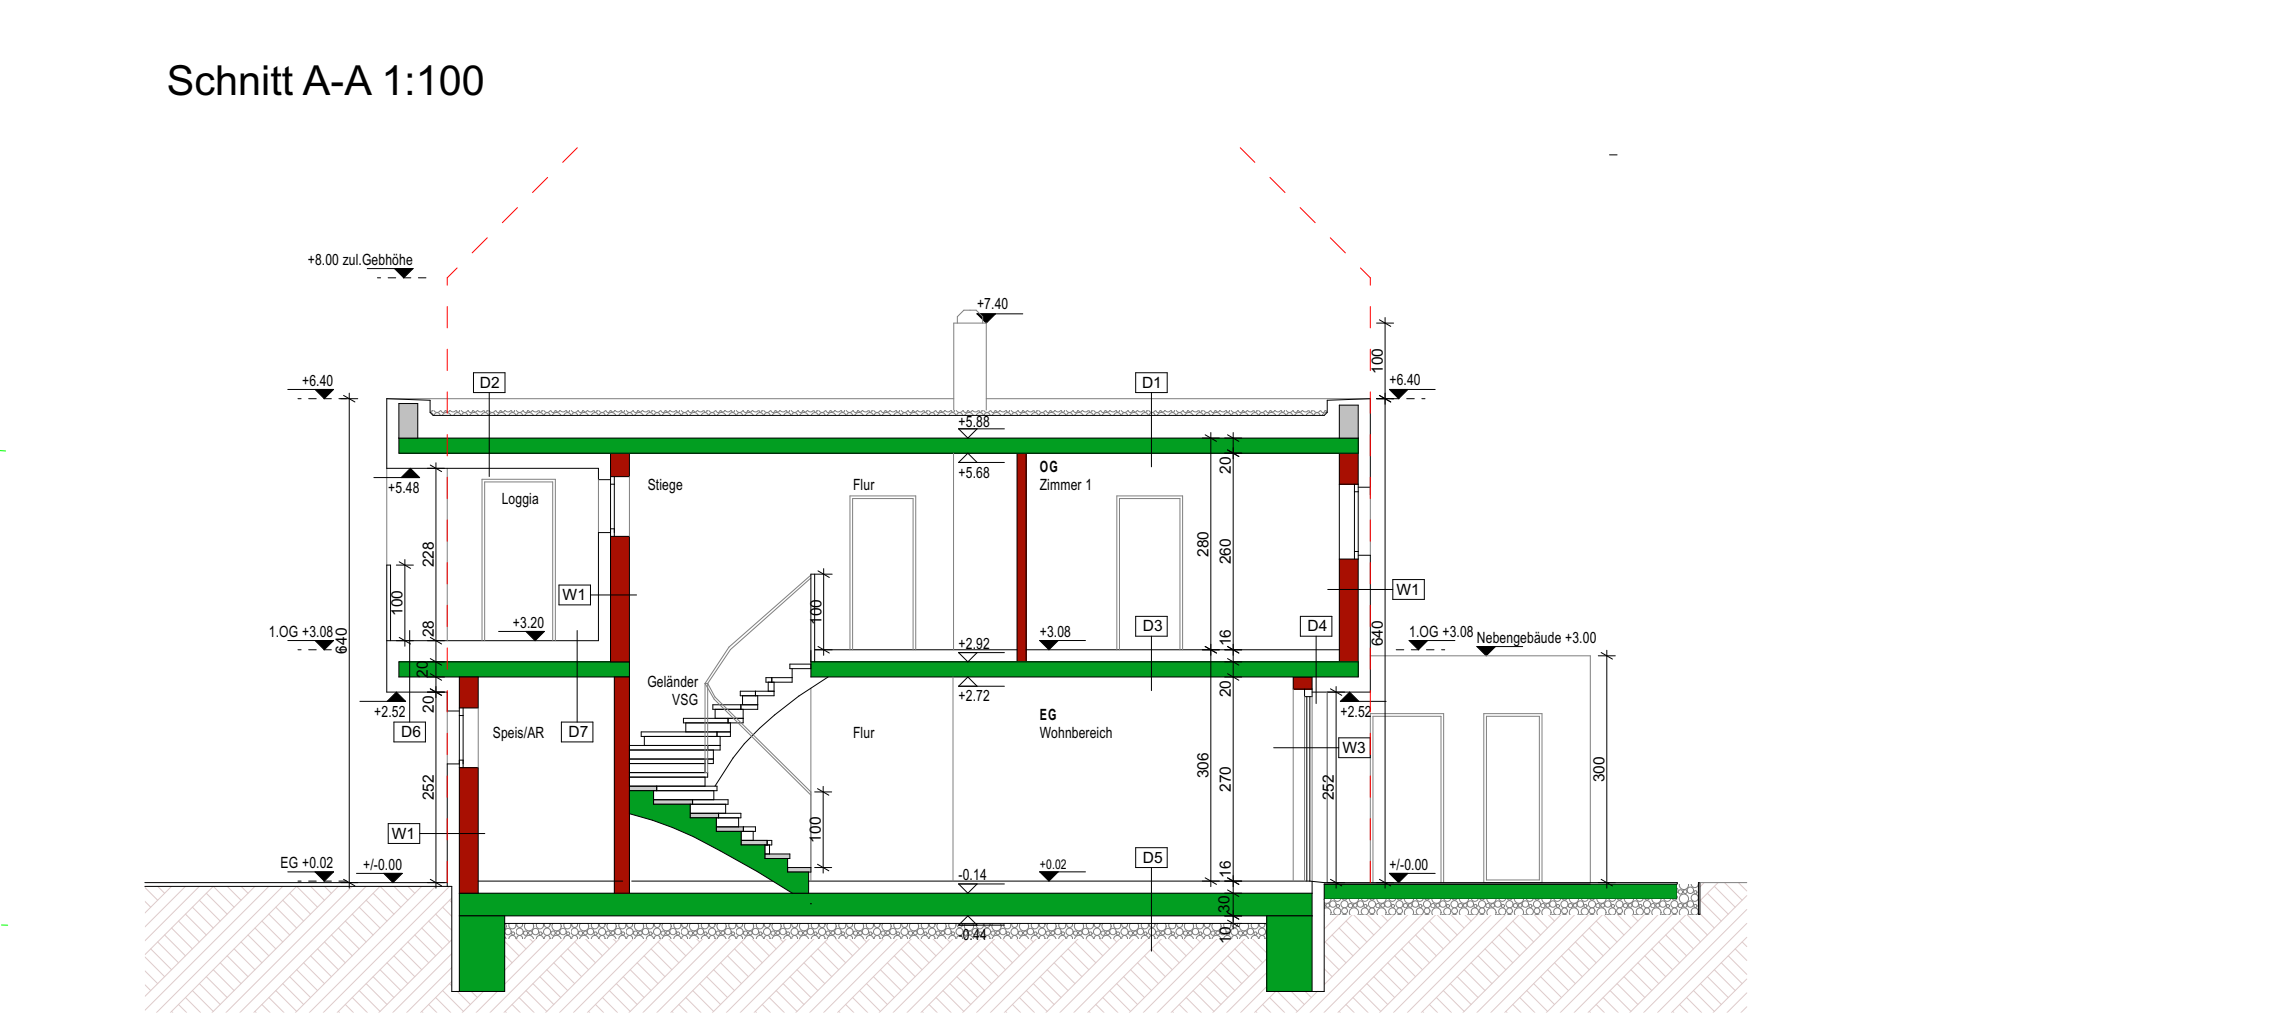 Schnitt A-A 1:100
+8.00 zul.Gebhöhe
+7.40
100
+6.40
D2
D1
+6.40
+5.88
20
+5.68
OG
+5.48
Stiege
Flur
Zimmer 1
Loggia
228
280
260
W1
W1
100
100
+3.20
28
1.OG +3.08
640
+2.92
+3.08
D3
16
D4
640
1.OG +3.08
Nebengebäude +3.00
20
Geländer
VSG
+2.72
20
20
+2.52
+2.52
D6
Speis/AR
D7
Flur
EG
Wohnbereich
W3
306
270
300
252
252
W1
100
EG +0.02
+/-0.00
-0.14
+0.02
D5
16
+/-0.00
30
-0.44
10